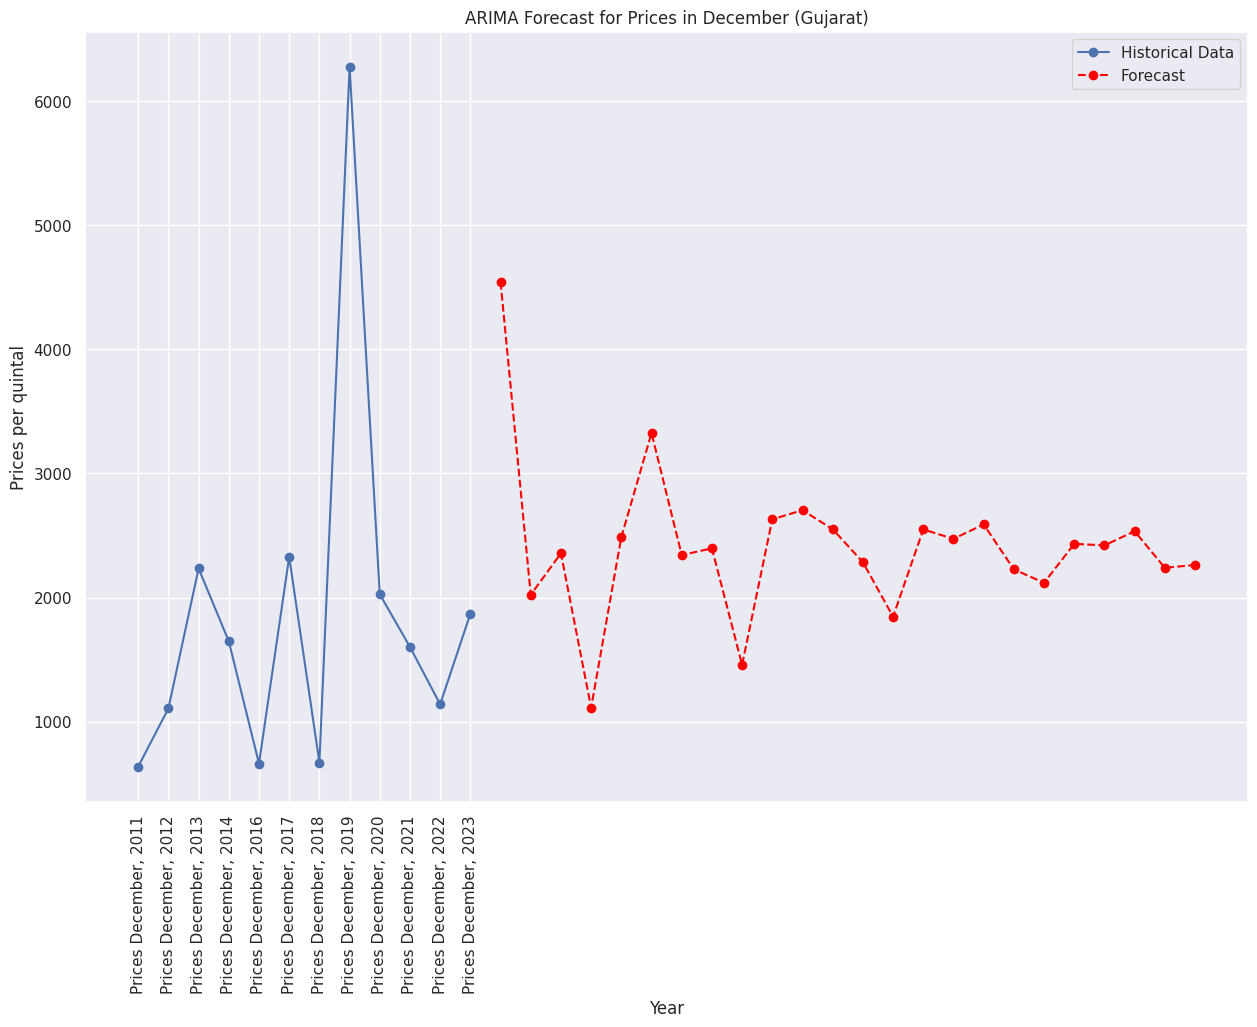 ARIMA Forecast for Prices in December (Gujarat)
Historical Data
Forecast
Prices per quintal
6000
5000
4000
3000
2000
1000
Prices December, 2011
Prices December, 2012
Prices December, 2013
Prices December, 2014
Prices December, 2016
Prices December, 2017
Prices December, 2018
Prices December, 2019
Prices December, 2020
Prices December, 2021
Prices December, 2022
Prices December, 2023
Year